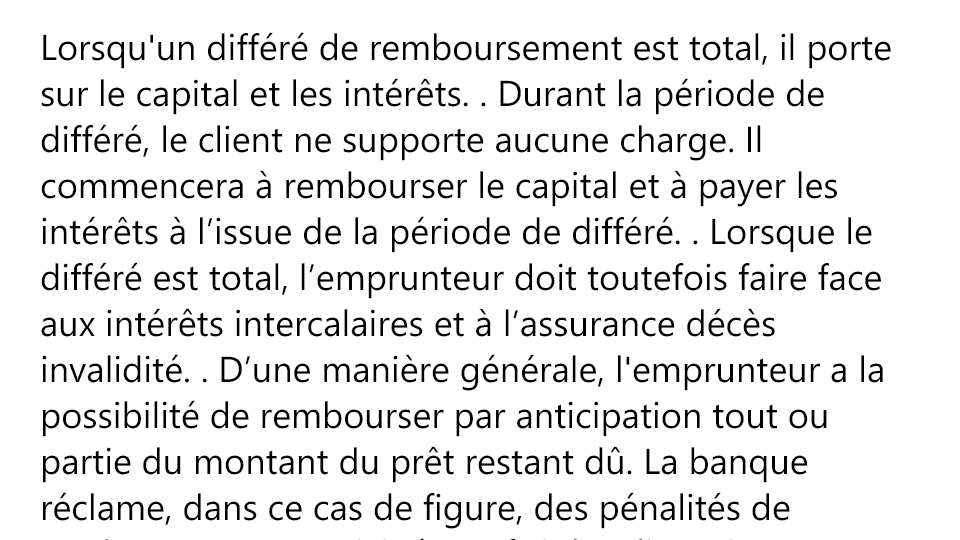 Lorsqu'un différé de remboursement est total, il porte
sur le capital et les intérêts. . Durant la période de
différé, le client ne supporte aucune charge. Il
commencera à rembourser le capital et à payer les
intérêts à l’issue de la période de différé. . Lorsque le
différé est total, l’emprunteur doit toutefois faire face
aux intérêts intercalaires et à l’assurance décès
invalidité. . D’une manière générale, l'emprunteur a la
possibilité de rembourser par anticipation tout ou
partie du montant du prêt restant dû. La banque
réclame, dans ce cas de figure, des pénalités de